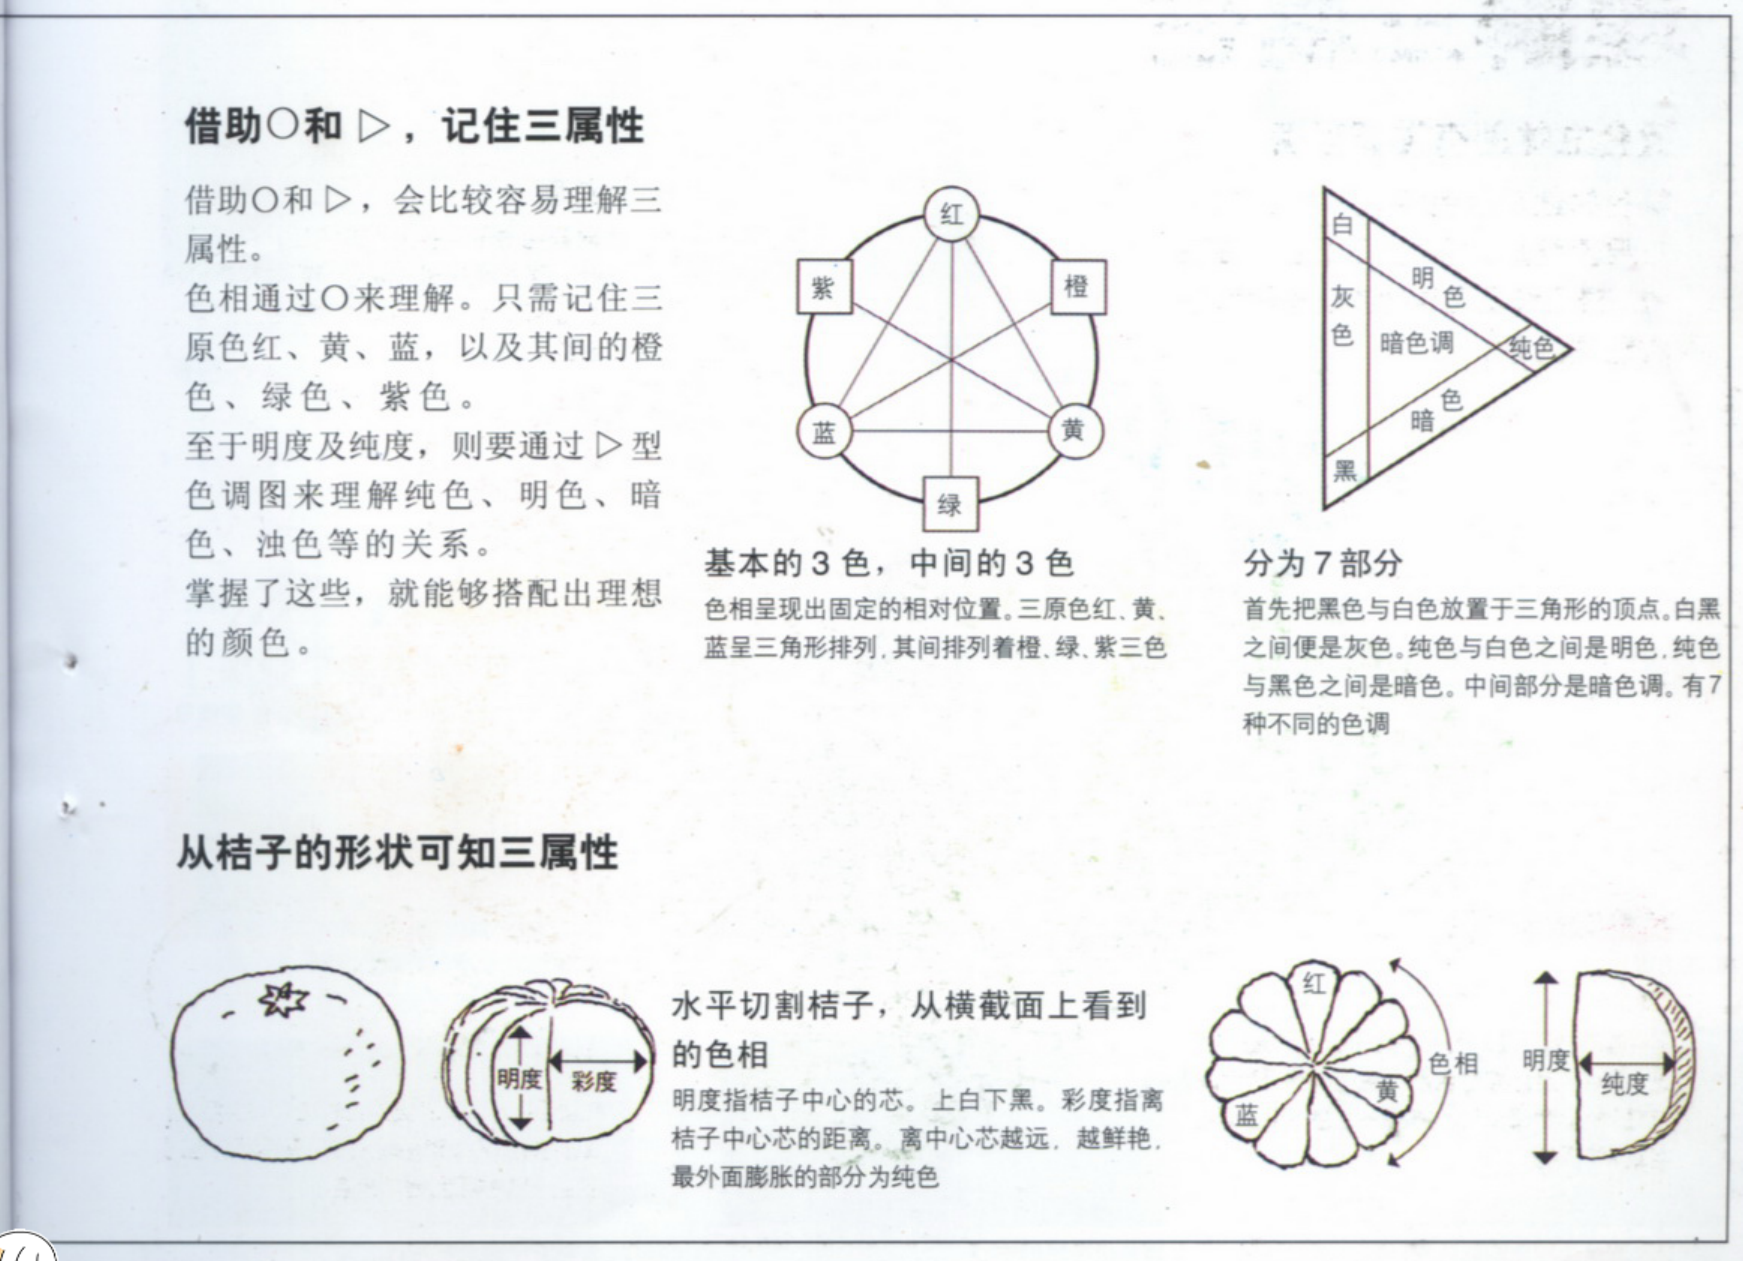 借助○和▷，记住三属性
借助○和▷，会比较容易理解三
属性。
色相通过○来理解。只需记住三
原色红、黄、蓝，以及其间的橙
色、绿色、紫色。
至于明度及纯度，则要通过▷型
色调图来理解纯色、明色、暗
色、浊色等的关系。
掌握了这些，就能够搭配出理想
的颜色。
红
紫
橙
蓝
黄
绿
基本的3色，中间的3色
色相呈现出固定的相对位置。三原色红、黄、
蓝呈三角形排列，其间排列着橙、绿、紫三色
白
明色
灰色
暗色调
纯色
暗色
黑
分为7部分
首先把黑色与白色放置于三角形的顶点。白黑
之间便是灰色。纯色与白色之间是明色，纯色
与黑色之间是暗色。中间部分是暗色调。有7
种不同的色调
从桔子的形状可知三属性
明度
彩度
水平切割桔子，从横截面上看到
的色相
明度指桔子中心的芯。上白下黑。彩度指离
桔子中心芯的距离。离中心芯越远，越鲜艳，
最外面膨胀的部分为纯色
红
黄
蓝
色相
明度
纯度